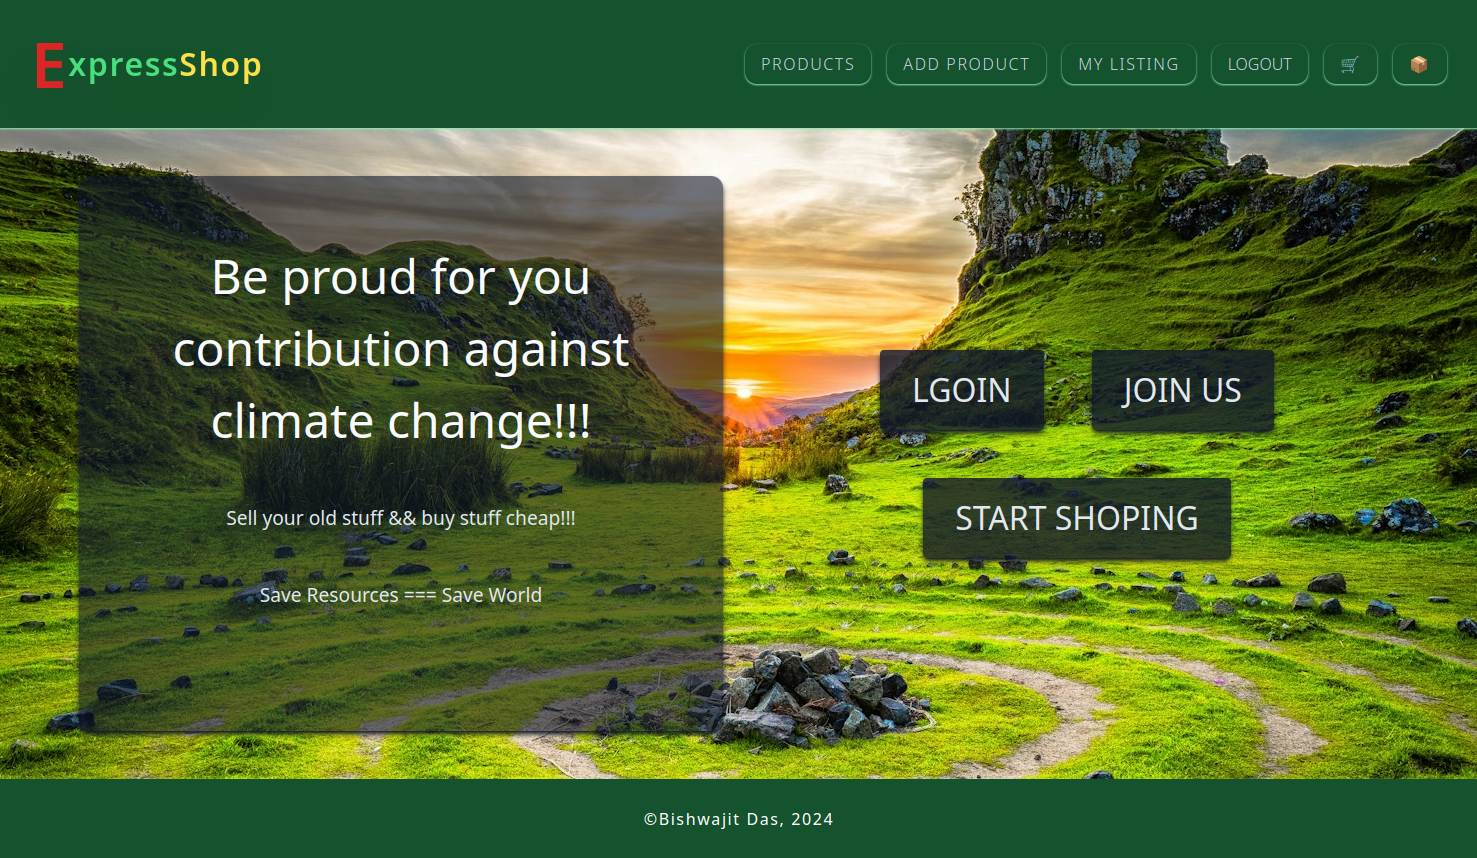 ExpressShop
PRODUCTS
ADD PRODUCT
MY LISTING
LOGOUT
Be proud for you
contribution against
climate change!!!
Sell your old stuff && buy stuff cheap!!!
Save Resources === Save World
LGOIN
JOIN US
START SHOPING
©Bishwajit Das, 2024